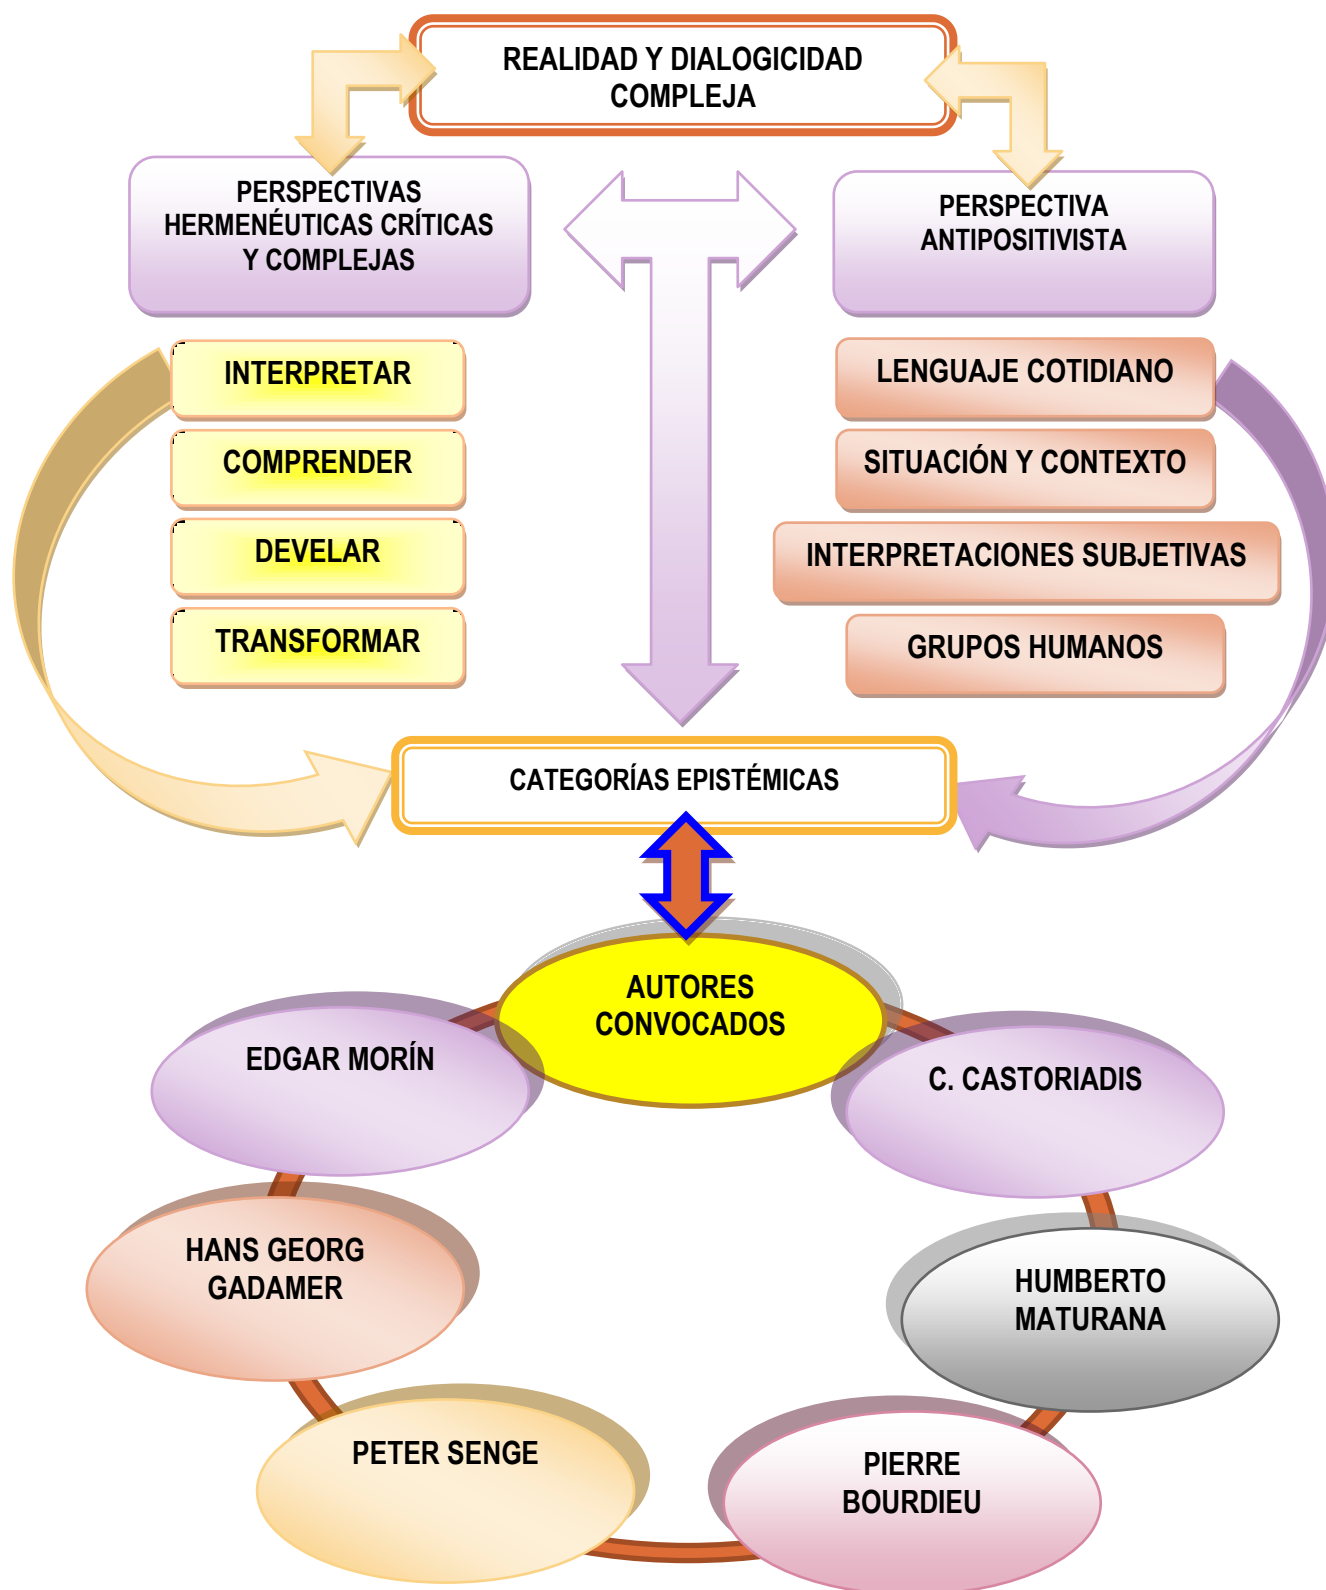 REALIDAD Y DIALOGICIDAD
COMPLEJA
PERSPECTIVAS
HERMENÉUTICAS CRÍTICAS
Y COMPLEJAS
PERSPECTIVA
ANTIPOSITIVISTA
INTERPRETAR
COMPRENDER
DEVELAR
TRANSFORMAR
LENGUAJE COTIDIANO
SITUACIÓN Y CONTEXTO
INTERPRETACIONES SUBJETIVAS
GRUPOS HUMANOS
CATEGORÍAS EPISTÉMICAS
AUTORES
CONVOCADOS
EDGAR MORÍN
C. CASTORIADIS
HANS GEORG
GADAMER
HUMBERTO
MATURANA
PETER SENGE
PIERRE
BOURDIEU